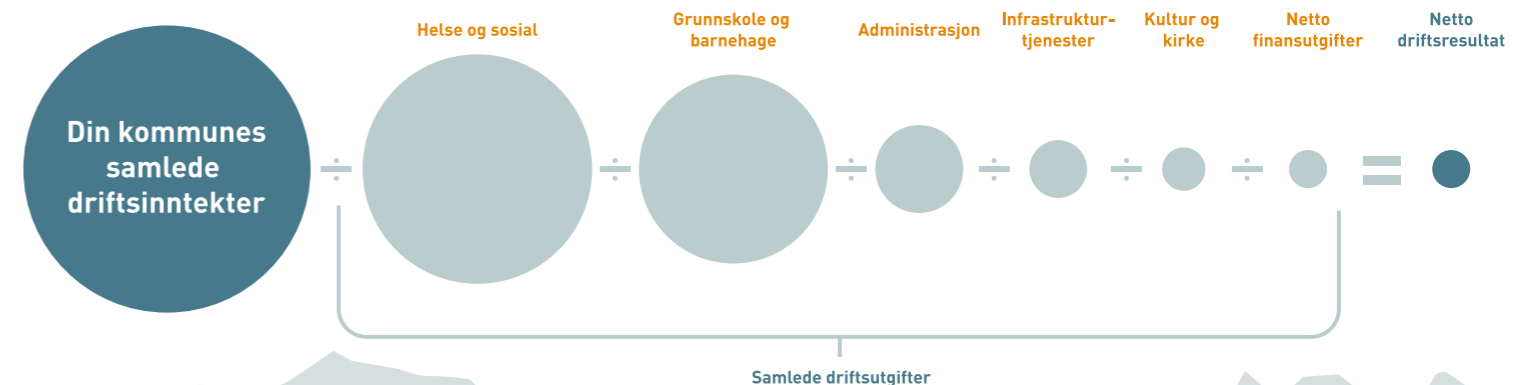 Din kommunes
samlede
driftsinntekter
÷
Helse og sosial
÷
Grunnskole og
barnehage
÷
Administrasjon
÷
Infrastruktur-
tjenester
÷
Kultur og
kirke
÷
Netto
finansutgifter
=
Netto
driftsresultat
Samlede driftsutgifter